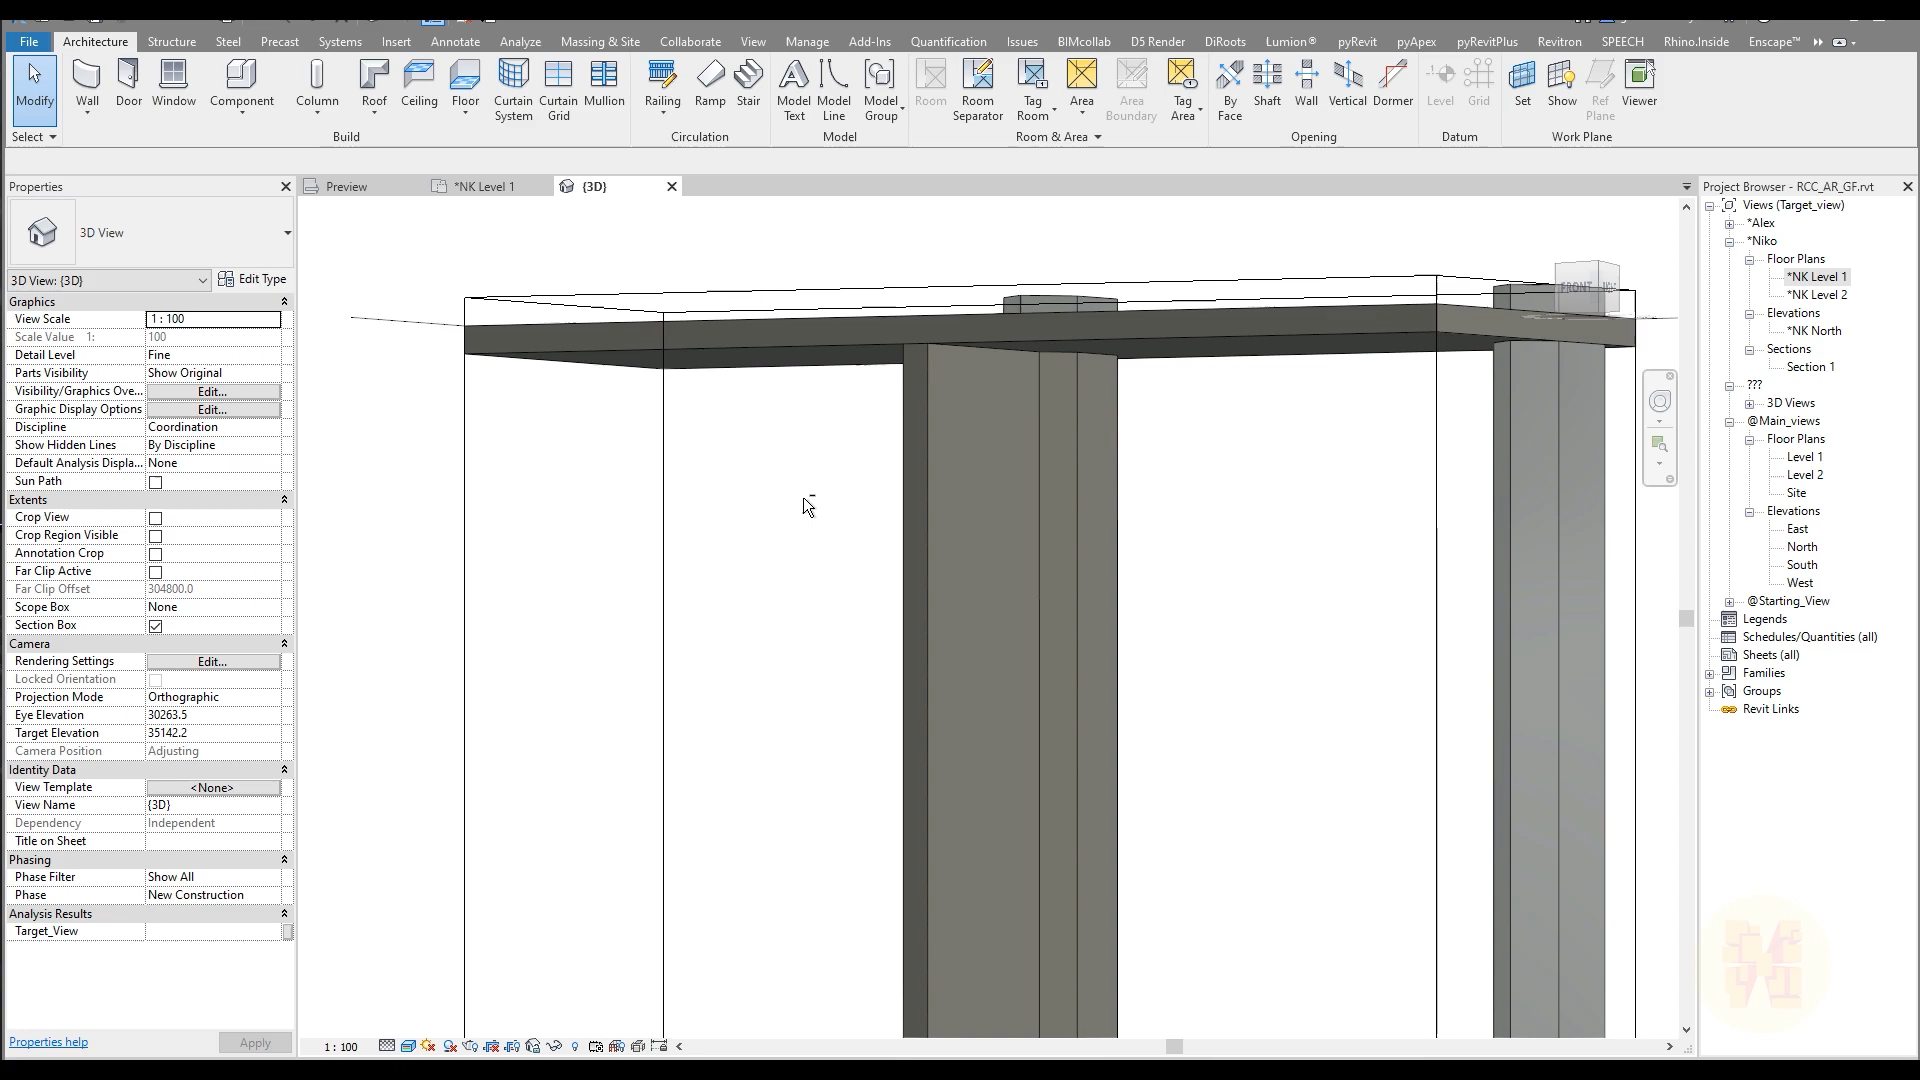 File Architecture Structure Steel Precast Systems Insert Annotate Analyze Massing & Site Collaborate View Manage Add-Ins Quantification Issues BIMcollab D5 Render DiRoots Lumion® pyRevit pyApex pyRevitPlus Revitron SPEECH Rhino.Inside Enscape™
Modify Wall Door Window Component Column Roof Ceiling Floor Curtain System Curtain Grid Mullion Railing Ramp Stair Model Text Model Line Model Group Room Room Separator Tag Room Area Area Boundary Tag Area By Face Shaft Wall Vertical Dormer Level Grid Set Show Ref Plane Viewer
Select Build Circulation Model Room & Area Opening Datum Work Plane
Properties
Preview *NK Level 1 {3D}
3D View
3D View: {3D} Edit Type
Graphics
View Scale 1 : 100
Scale Value 1: 100
Detail Level Fine
Parts Visibility Show Original
Visibility/Graphics Ove... Edit...
Graphic Display Options Edit...
Discipline Coordination
Show Hidden Lines By Discipline
Default Analysis Displa... None
Sun Path
Extents
Crop View
Crop Region Visible
Annotation Crop
Far Clip Active
Far Clip Offset 304800.0
Scope Box None
Section Box
Camera
Rendering Settings Edit...
Locked Orientation
Projection Mode Orthographic
Eye Elevation 30263.5
Target Elevation 35142.2
Camera Position Adjusting
Identity Data
View Template <None>
View Name {3D}
Dependency Independent
Title on Sheet
Phasing
Phase Filter Show All
Phase New Construction
Analysis Results
Target_View
Properties help Apply
FRONT
1 : 100
Project Browser - RCC_AR_GF.rvt
Views (Target_view)
*Alex
*Niko
Floor Plans
*NK Level 1
*NK Level 2
Elevations
*NK North
Sections
Section 1
???
3D Views
@Main_views
Floor Plans
Level 1
Level 2
Site
Elevations
East
North
South
West
@Starting_View
Legends
Schedules/Quantities (all)
Sheets (all)
Families
Groups
Revit Links